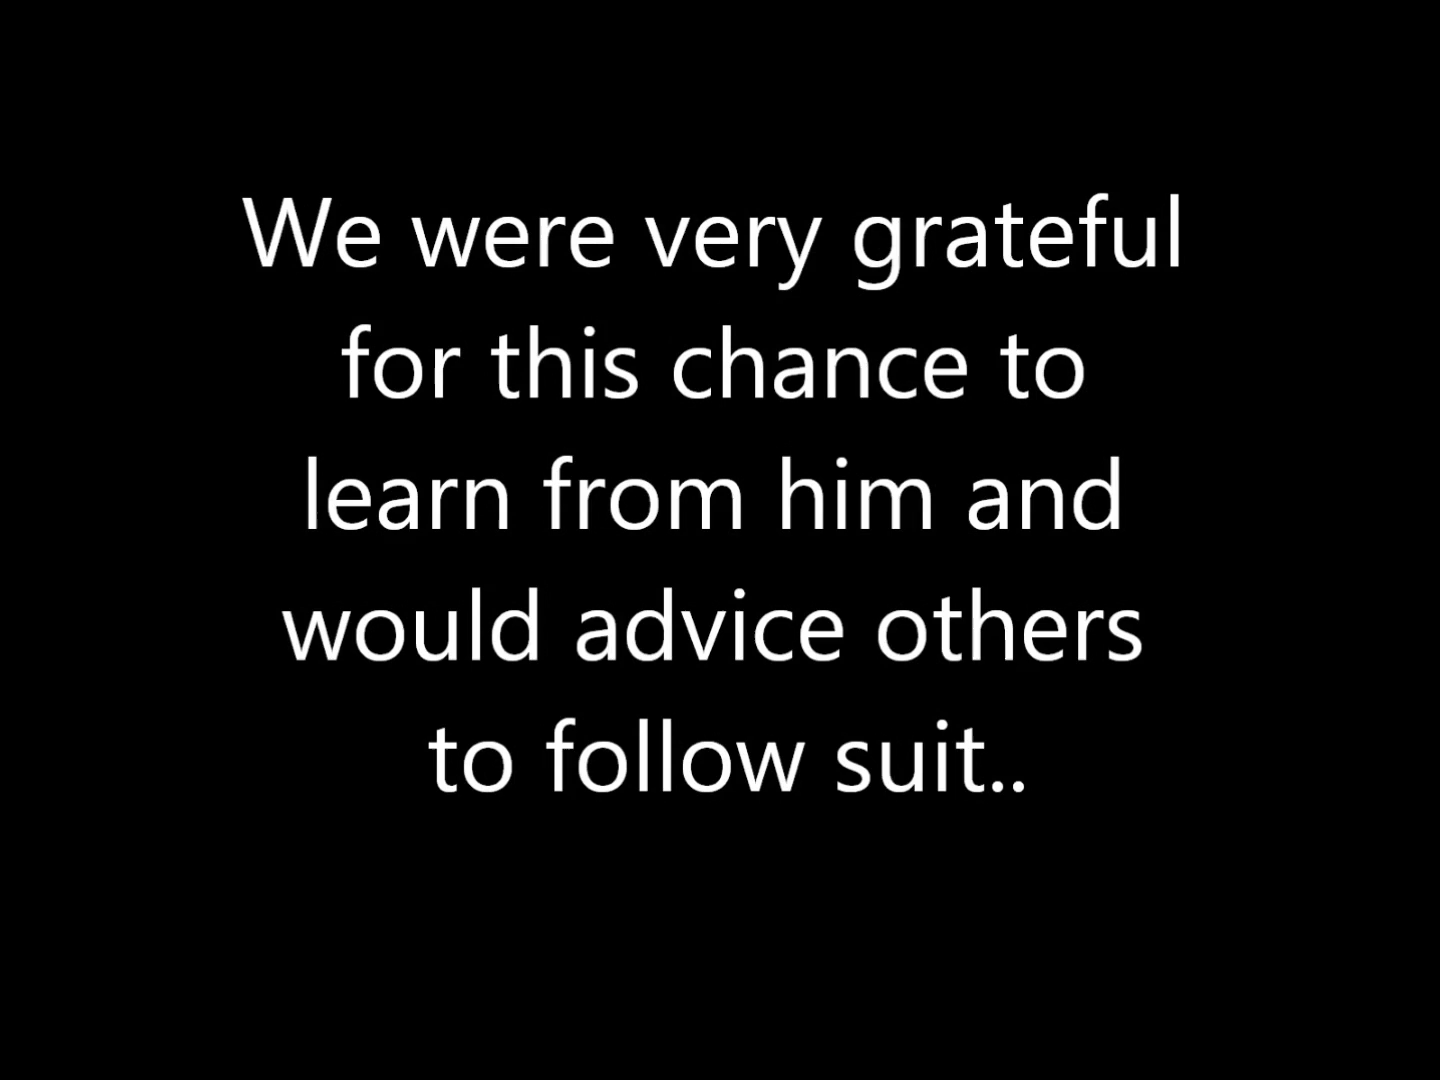 We were very grateful
for this chance to
learn from him and
would advice others
to follow suit..